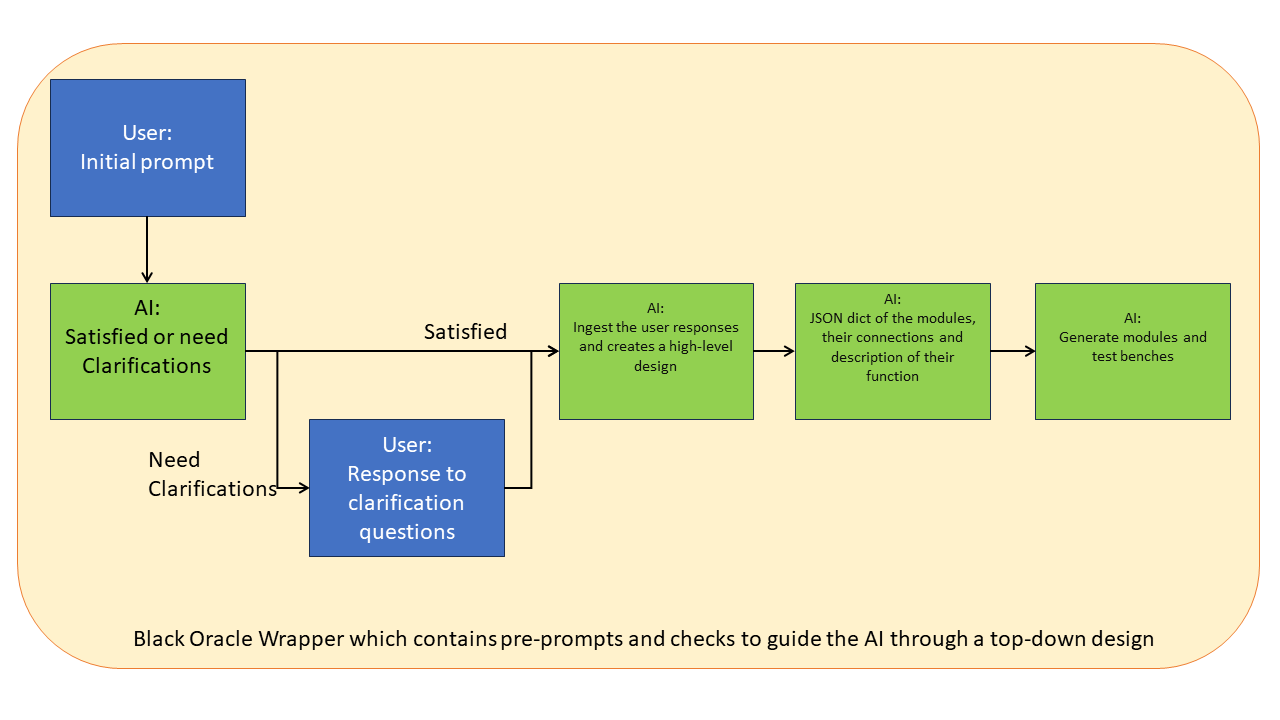 User:
Initial prompt
AI:
Satisfied or need
Clarifications
Satisfied
Need
Clarifications
User:
Response to
clarification
questions
AI:
Ingest the user responses
and creates a high-level
design
AI:
JSON dict of the modules,
their connections and
description of their
function
AI:
Generate modules and
test benches
Black Oracle Wrapper which contains pre-prompts and checks to guide the AI through a top-down design